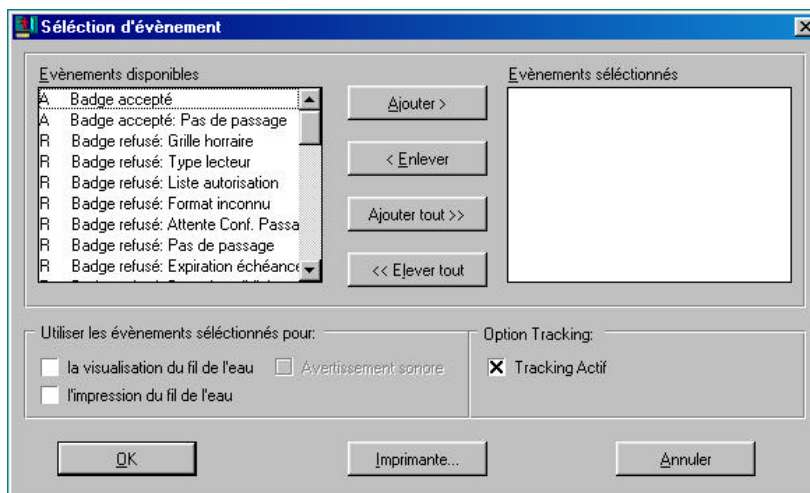 Séléction d'évènement
Evènements disponibles
A Badge accepté
A Badge accepté: Pas de passage
R Badge refusé: Grille horraire
R Badge refusé: Type lecteur
R Badge refusé: Liste autorisation
R Badge refusé: Format inconnu
R Badge refusé: Attente Conf. Passa
R Badge refusé: Pas de passage
R Badge refusé: Expiration échéance
Ajouter >
< Enlever
Ajouter tout >>
<< Elever tout
Evènements séléctionnés
Utiliser les évènements séléctionnés pour:
la visualisation du fil de l'eau
Avertissement sonore
l'impression du fil de l'eau
Option Tracking:
Tracking Actif
OK
Imprimante...
Annuler